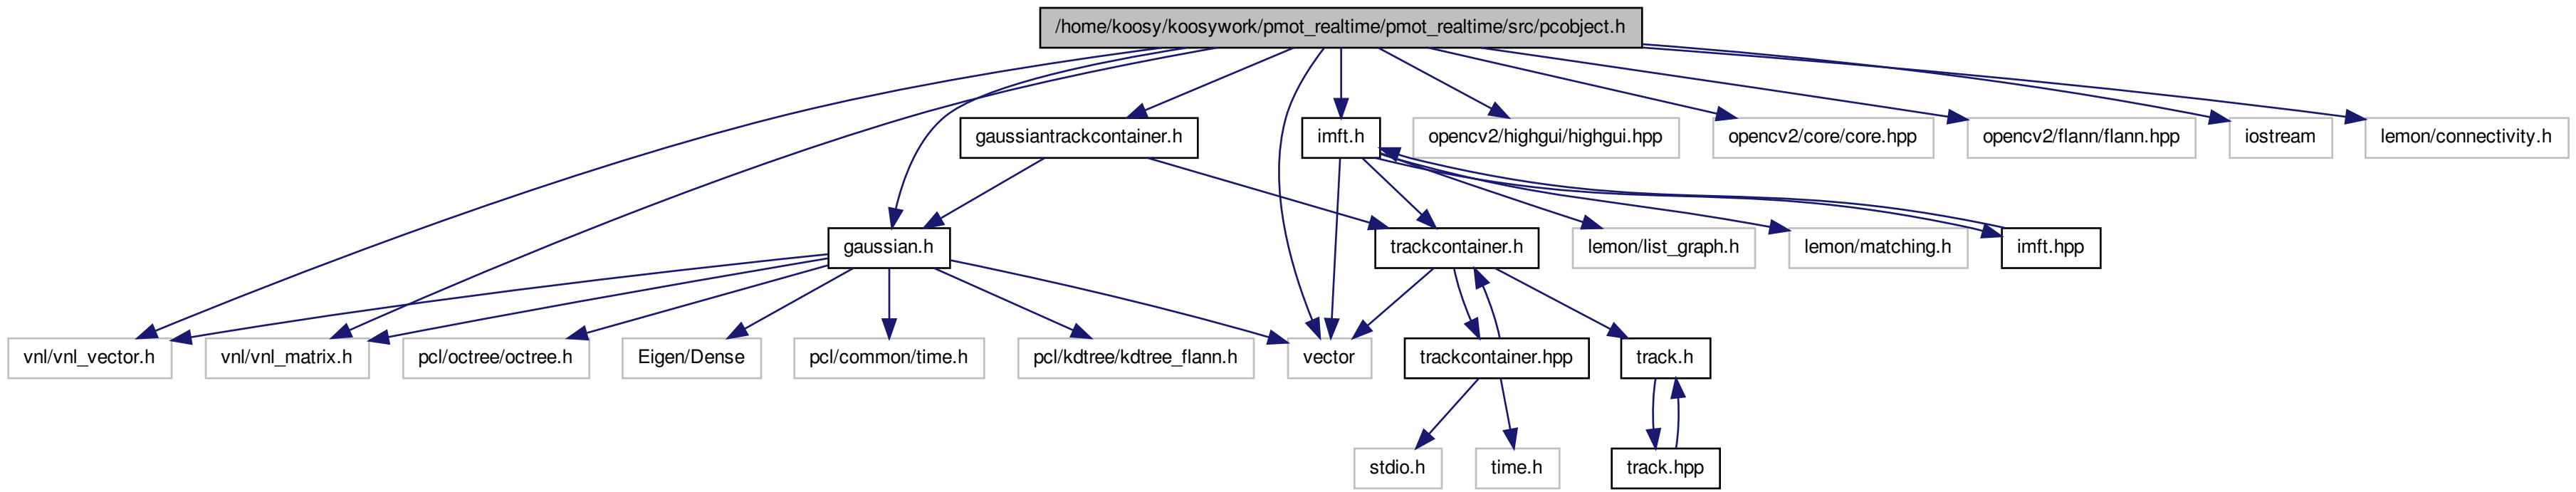 /home/koosy/koosywork/pmot_realtime/pmot_realtime/src/pcobject.h
gaussiantrackcontainer.h
imft.h
opencv2/highgui/highgui.hpp
opencv2/core/core.hpp
opencv2/flann/flann.hpp
iostream
lemon/connectivity.h
gaussian.h
trackcontainer.h
lemon/list_graph.h
lemon/matching.h
imft.hpp
vnl/vnl_vector.h
vnl/vnl_matrix.h
pcl/octree/octree.h
Eigen/Dense
pcl/common/time.h
pcl/kdtree/kdtree_flann.h
vector
trackcontainer.hpp
track.h
stdio.h
time.h
track.hpp